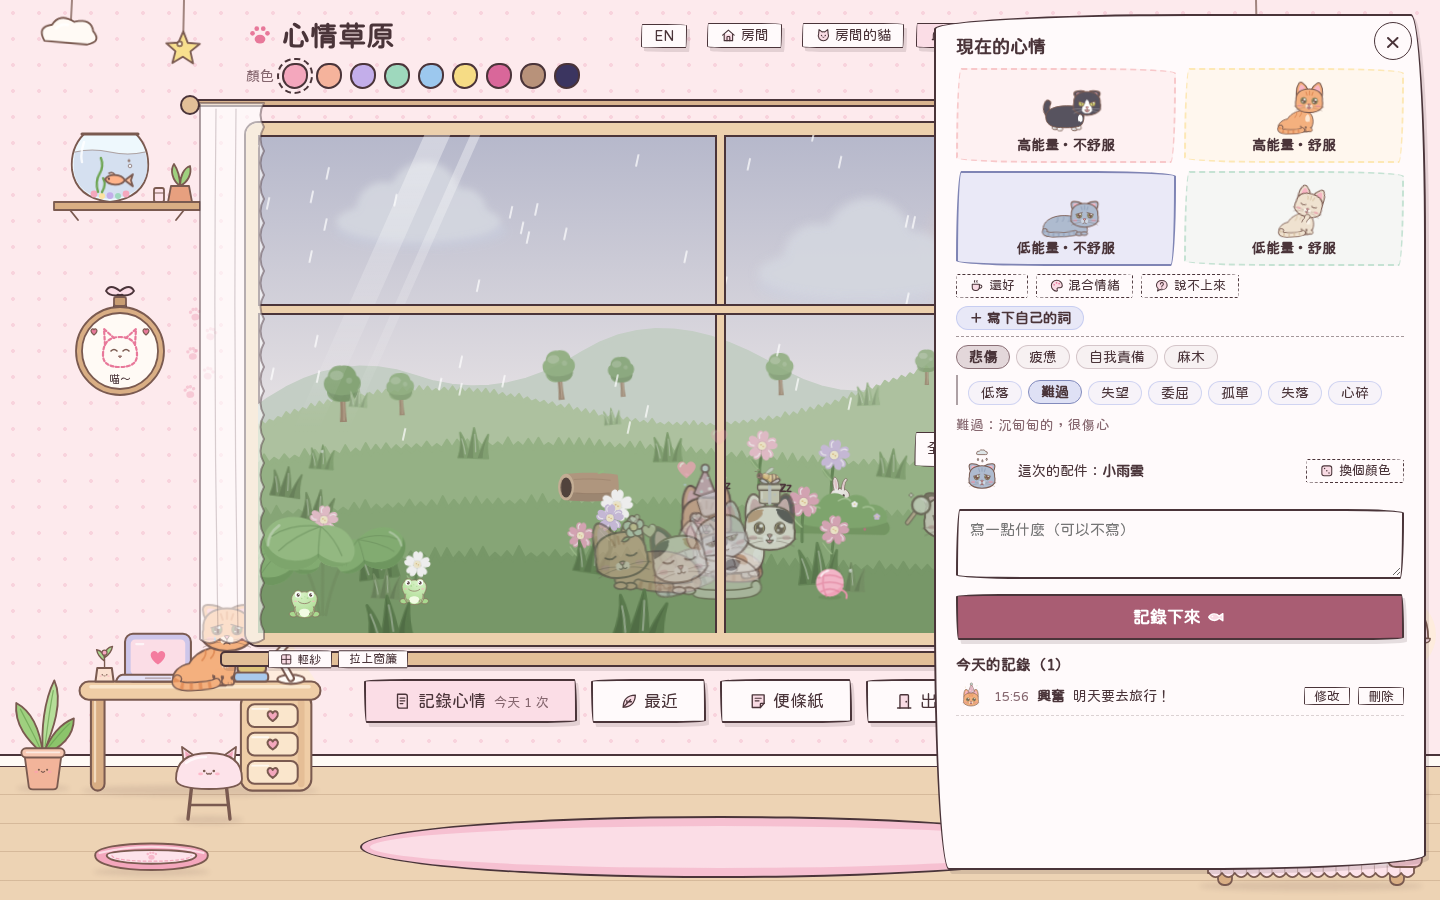 心情草原
EN
房間
房間的貓
顏色
喵～
輕紗
拉上窗簾
記錄心情 今天 1 次
最近
便條紙
出
全
zz
現在的心情
高能量・不舒服
高能量・舒服
低能量・不舒服
低能量・舒服
還好
混合情緒
說不上來
＋ 寫下自己的詞
悲傷
疲憊
自我責備
麻木
低落
難過
失望
委屈
孤單
失落
心碎
難過：沉甸甸的，很傷心
這次的配件：小雨雲
換個顏色
寫一點什麼（可以不寫）
記錄下來
今天的記錄（1）
15:56 興奮 明天要去旅行！
修改
刪除